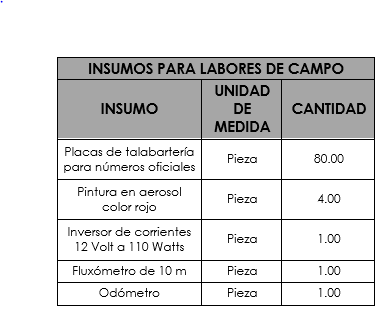 INSUMOS PARA LABORES DE CAMPO
INSUMO
UNIDAD
DE
MEDIDA
CANTIDAD
Placas de talabartería
para números oficiales
Pieza
80.00
Pintura en aerosol
color rojo
Pieza
4.00
Inversor de corrientes
12 Volt a 110 Watts
Pieza
1.00
Fluxómetro de 10 m
Pieza
1.00
Odómetro
Pieza
1.00